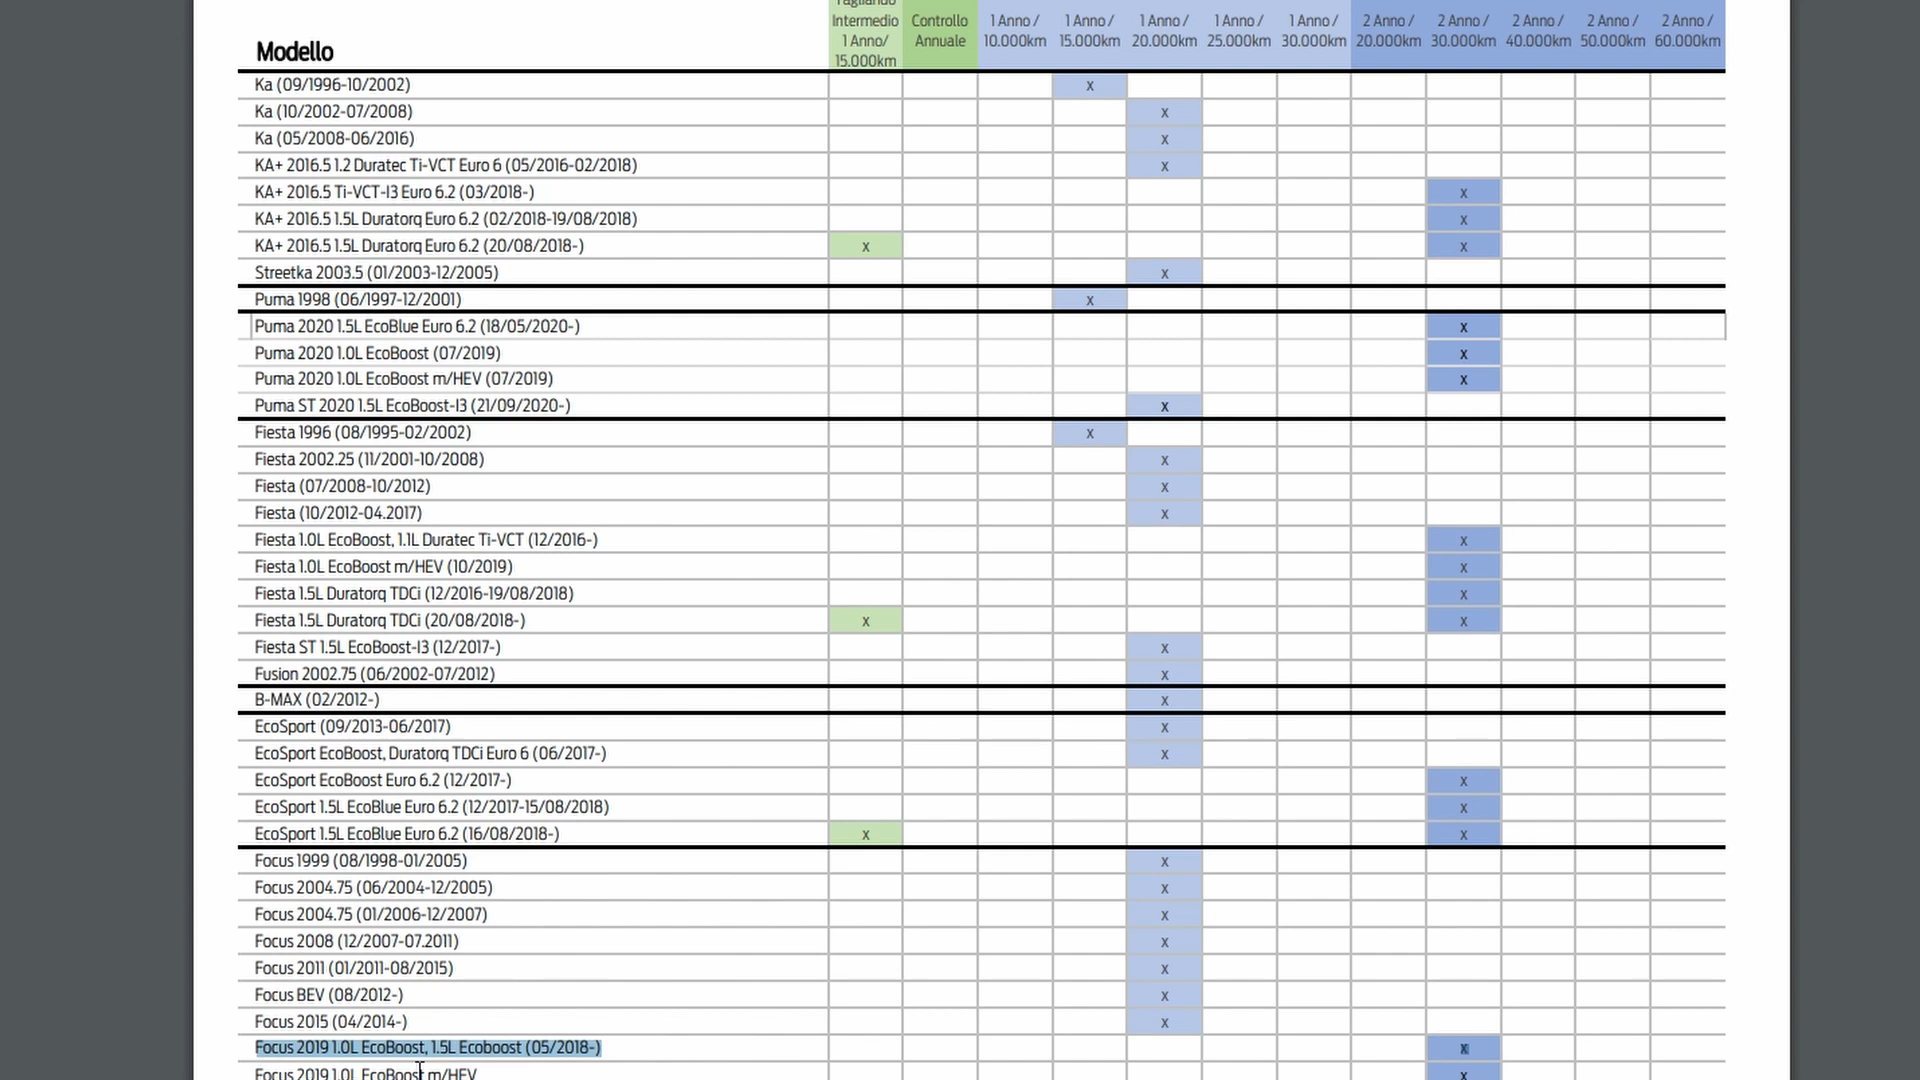 Tagliando
Intermedio
1 Anno/
15.000km
Controllo
Annuale
1 Anno /
10.000km
1 Anno /
15.000km
1 Anno /
20.000km
1 Anno /
25.000km
1 Anno /
30.000km
2 Anno /
20.000km
2 Anno /
30.000km
2 Anno /
40.000km
2 Anno /
50.000km
2 Anno /
60.000km
Modello
Ka (09/1996-10/2002) x
Ka (10/2002-07/2008) x
Ka (05/2008-06/2016) x
KA+ 2016.5 1.2 Duratec Ti-VCT Euro 6 (05/2016-02/2018) x
KA+ 2016.5 Ti-VCT-I3 Euro 6.2 (03/2018-) x
KA+ 2016.5 1.5L Duratorq Euro 6.2 (02/2018-19/08/2018) x
KA+ 2016.5 1.5L Duratorq Euro 6.2 (20/08/2018-) x x
Streetka 2003.5 (01/2003-12/2005) x
Puma 1998 (06/1997-12/2001) x
Puma 2020 1.5L EcoBlue Euro 6.2 (18/05/2020-) x
Puma 2020 1.0L EcoBoost (07/2019) x
Puma 2020 1.0L EcoBoost m/HEV (07/2019) x
Puma ST 2020 1.5L EcoBoost-I3 (21/09/2020-) x
Fiesta 1996 (08/1995-02/2002) x
Fiesta 2002.25 (11/2001-10/2008) x
Fiesta (07/2008-10/2012) x
Fiesta (10/2012-04.2017) x
Fiesta 1.0L EcoBoost, 1.1L Duratec Ti-VCT (12/2016-) x
Fiesta 1.0L EcoBoost m/HEV (10/2019) x
Fiesta 1.5L Duratorq TDCi (12/2016-19/08/2018) x
Fiesta 1.5L Duratorq TDCi (20/08/2018-) x x
Fiesta ST 1.5L EcoBoost-I3 (12/2017-) x
Fusion 2002.75 (06/2002-07/2012) x
B-MAX (02/2012-) x
EcoSport (09/2013-06/2017) x
EcoSport EcoBoost, Duratorq TDCi Euro 6 (06/2017-) x
EcoSport EcoBoost Euro 6.2 (12/2017-) x
EcoSport 1.5L EcoBlue Euro 6.2 (12/2017-15/08/2018) x
EcoSport 1.5L EcoBlue Euro 6.2 (16/08/2018-) x x
Focus 1999 (08/1998-01/2005) x
Focus 2004.75 (06/2004-12/2005) x
Focus 2004.75 (01/2006-12/2007) x
Focus 2008 (12/2007-07.2011) x
Focus 2011 (01/2011-08/2015) x
Focus BEV (08/2012-) x
Focus 2015 (04/2014-) x
Focus 2019 1.0L EcoBoost, 1.5L Ecoboost (05/2018-) x
Focus 2019 1.0L EcoBoost m/HEV x